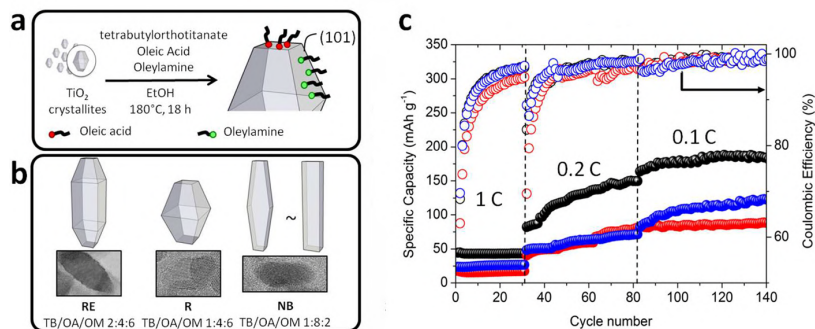 a
tetrabutylorthotitanate
Oleic Acid
Oleylamine
(101)
TiO2
crystallites
EtOH
180°C, 18 h
Oleic acid
Oleylamine
b
~
RE
R
NB
TB/OA/OM 2:4:6
TB/OA/OM 1:4:6
TB/OA/OM 1:8:2
c
Specific Capacity (mAh g⁻¹)
350
300
250
200
150
100
50
0
1 C
0.2 C
0.1 C
100
90
80
70
60
Coulombic Efficiency (%)
0 20 40 60 80 100 120 140
Cycle number